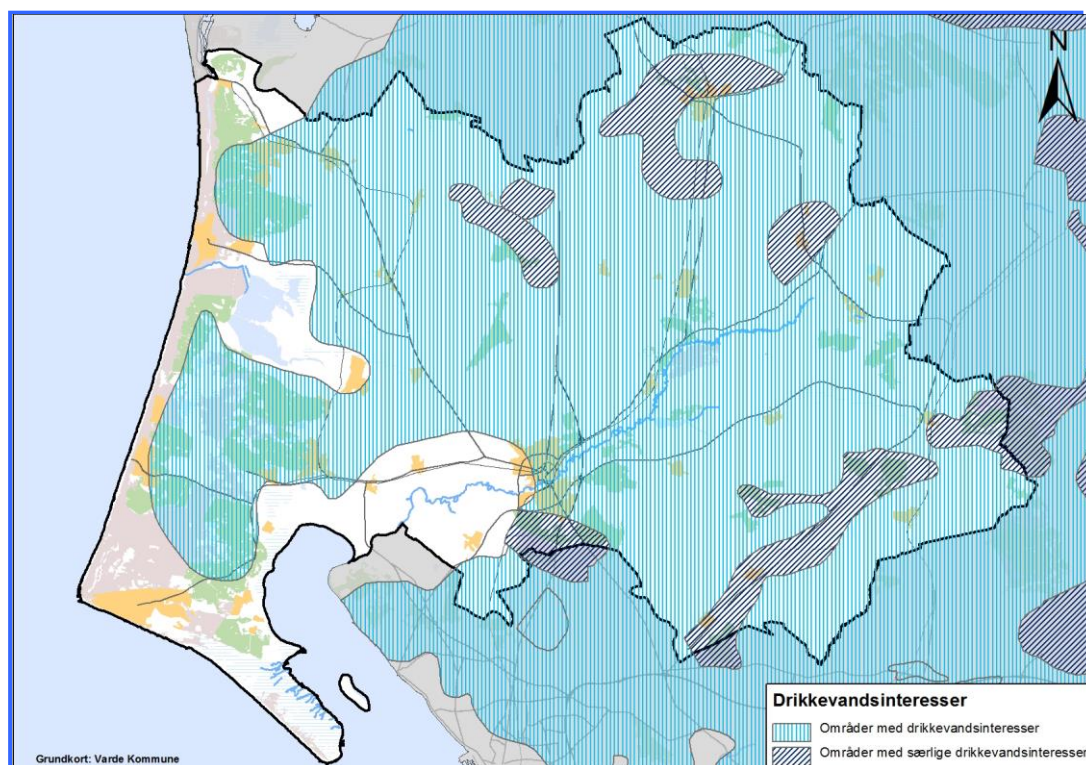 N
Drikkevandsinteresser
Områder med drikkevandsinteresser
Områder med særlige drikkevandsinteresser
Grundkort: Varde Kommune